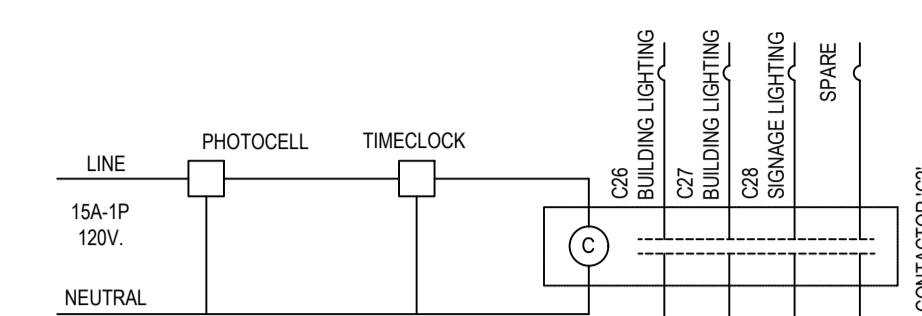 PHOTOCELL
TIMECLOCK
LINE
15A-1P
120V.
NEUTRAL
C
C26
BUILDING LIGHTING
C27
BUILDING LIGHTING
C28
SIGNAGE LIGHTING
SPARE